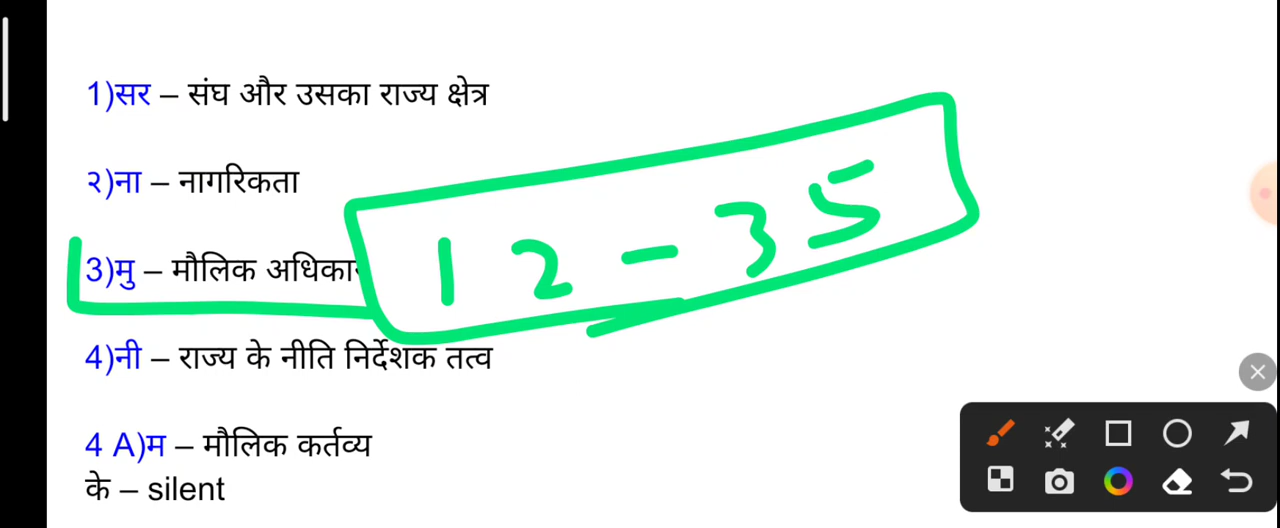 1)सर – संघ और उसका राज्य क्षेत्र
२)ना – नागरिकता
3)मु – मौलिक अधिकार
12-35
4)नी – राज्य के नीति निर्देशक तत्व
4 A)म – मौलिक कर्तव्य
के – silent